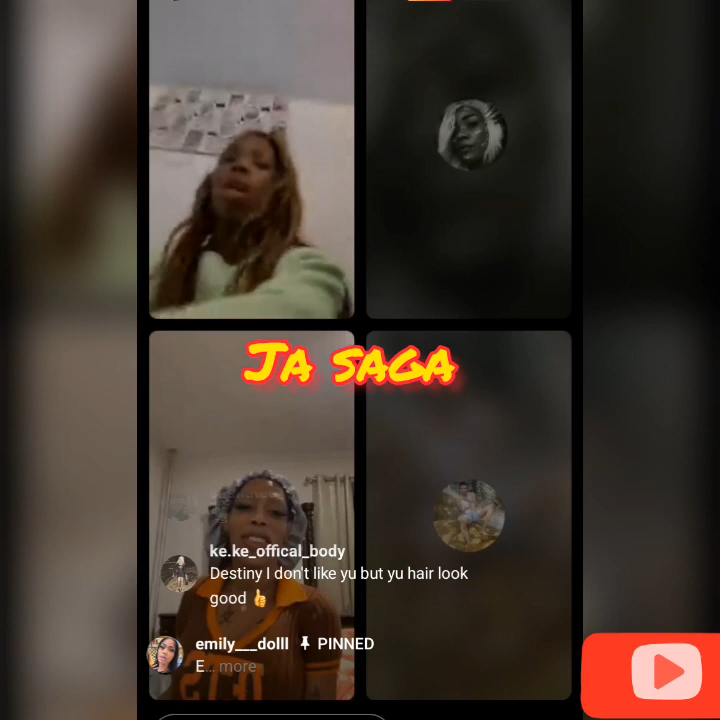 Ja saga
ke.ke_offical_body
Destiny I don't like yu but yu hair look
good 👍
emily___dolll PINNED
E... more